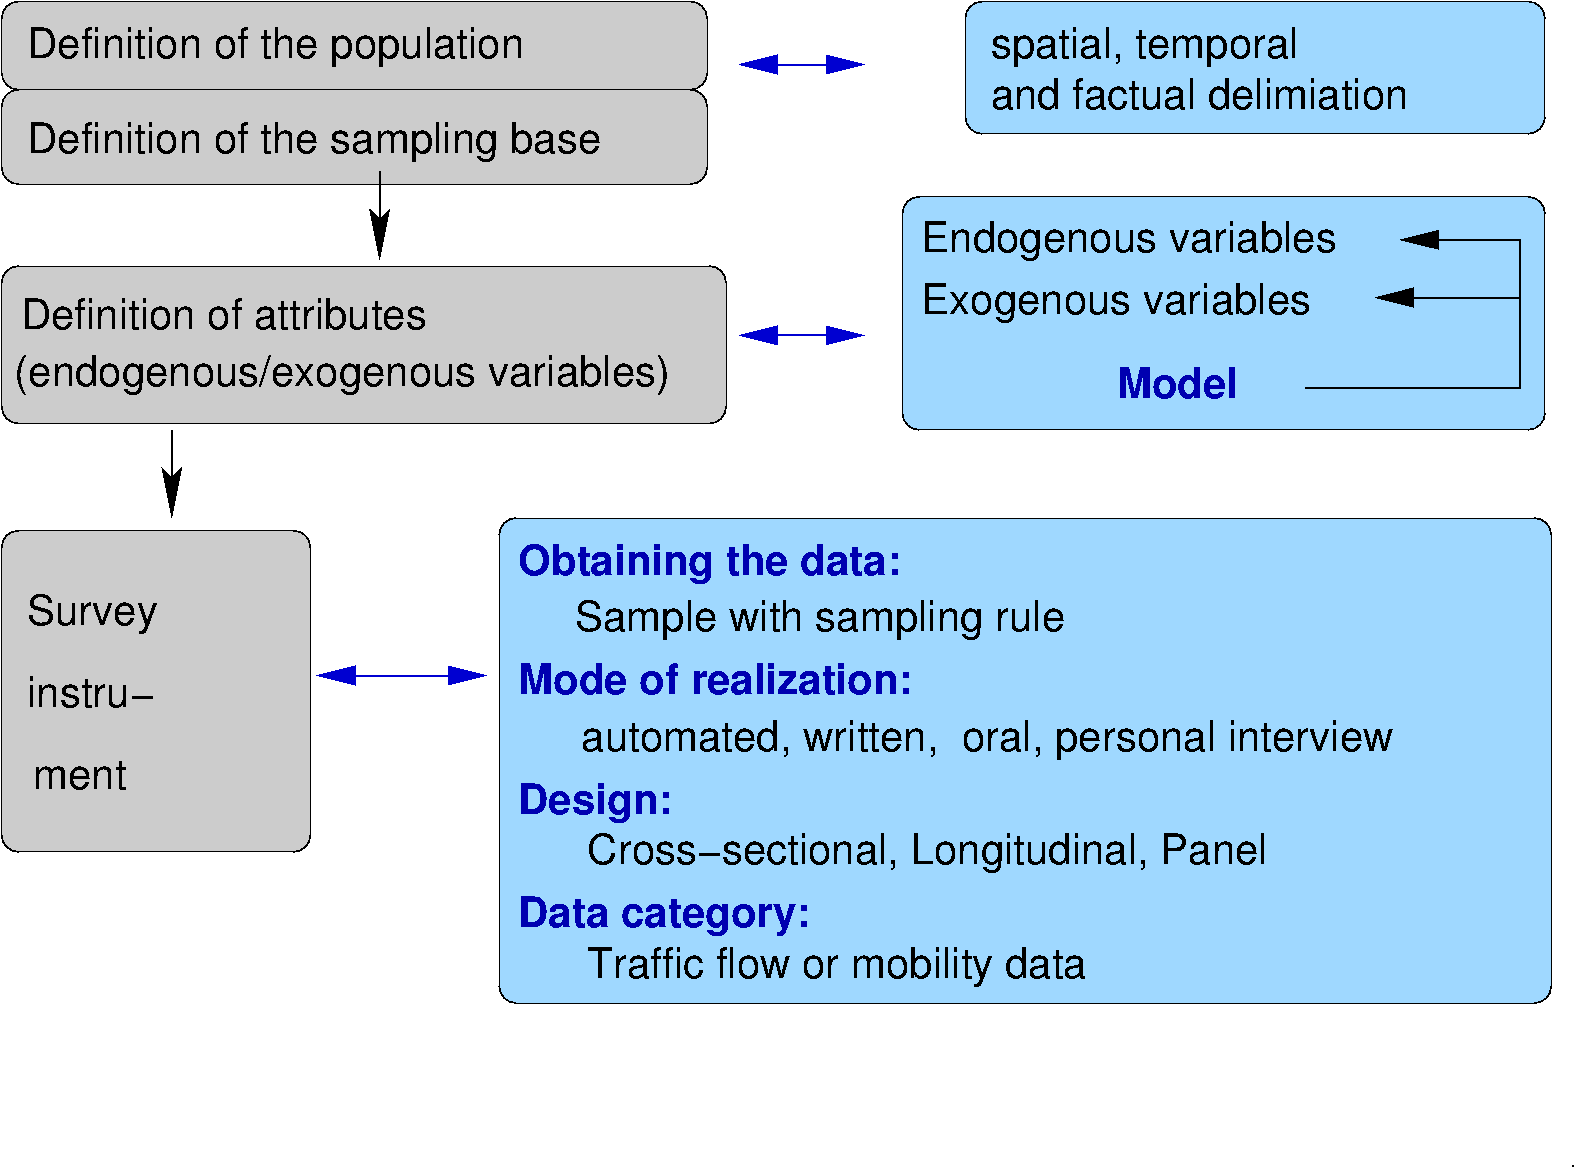 Definition of the population
spatial, temporal
and factual delimiation
Definition of the sampling base
Definition of attributes
(endogenous/exogenous variables)
Endogenous variables
Exogenous variables
Model
Survey
instru−
ment
Obtaining the data:
Sample with sampling rule
Mode of realization:
automated, written,  oral, personal interview
Design:
Cross−sectional, Longitudinal, Panel
Data category:
Traffic flow or mobility data